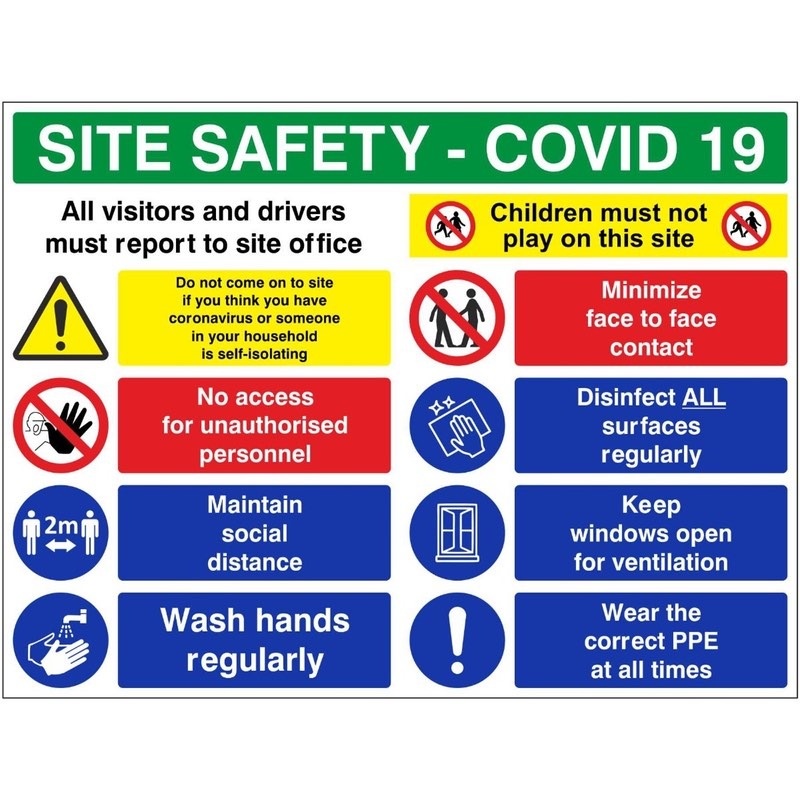 SITE SAFETY - COVID 19
All visitors and drivers
must report to site office
Children must not
play on this site
Do not come on to site
if you think you have
coronavirus or someone
in your household
is self-isolating
Minimize
face to face
contact
No access
for unauthorised
personnel
Disinfect ALL
surfaces
regularly
2m
Maintain
social
distance
Keep
windows open
for ventilation
Wash hands
regularly
Wear the
correct PPE
at all times